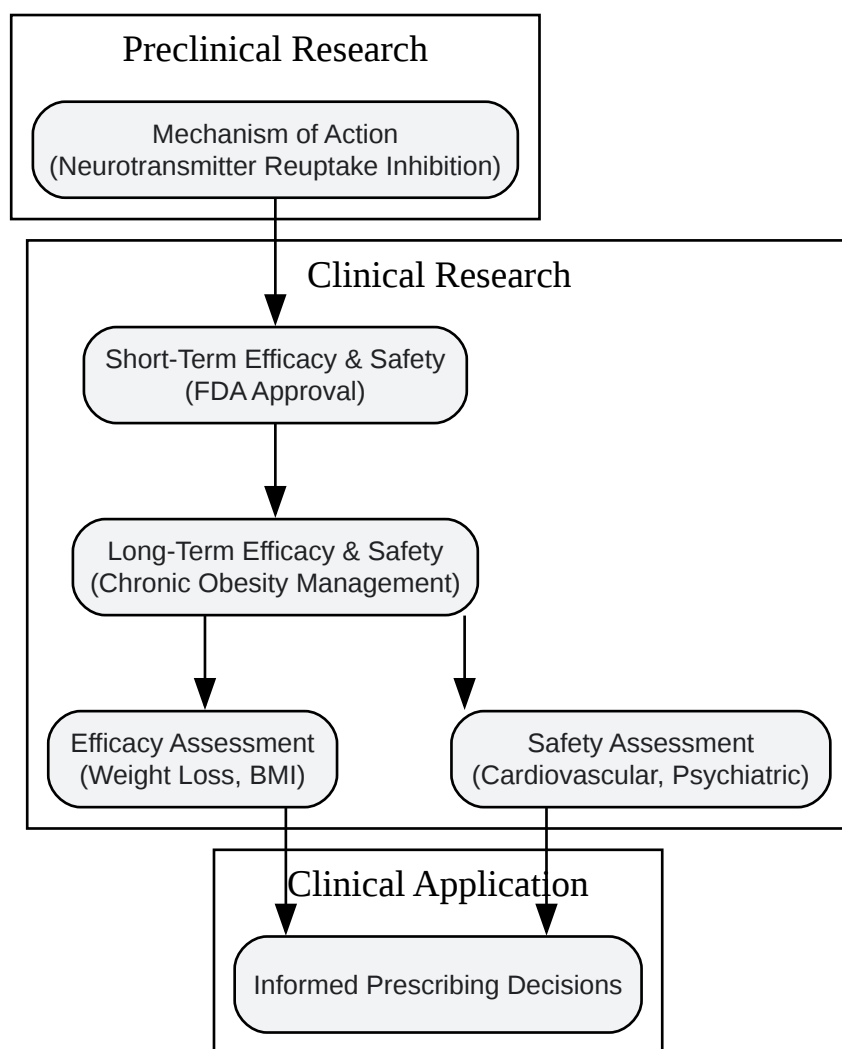 Preclinical Research
Mechanism of Action
(Neurotransmitter Reuptake Inhibition)
Clinical Research
Short-Term Efficacy & Safety
(FDA Approval)
Long-Term Efficacy & Safety
(Chronic Obesity Management)
Efficacy Assessment
(Weight Loss, BMI)
Safety Assessment
(Cardiovascular, Psychiatric)
Clinical Application
Informed Prescribing Decisions